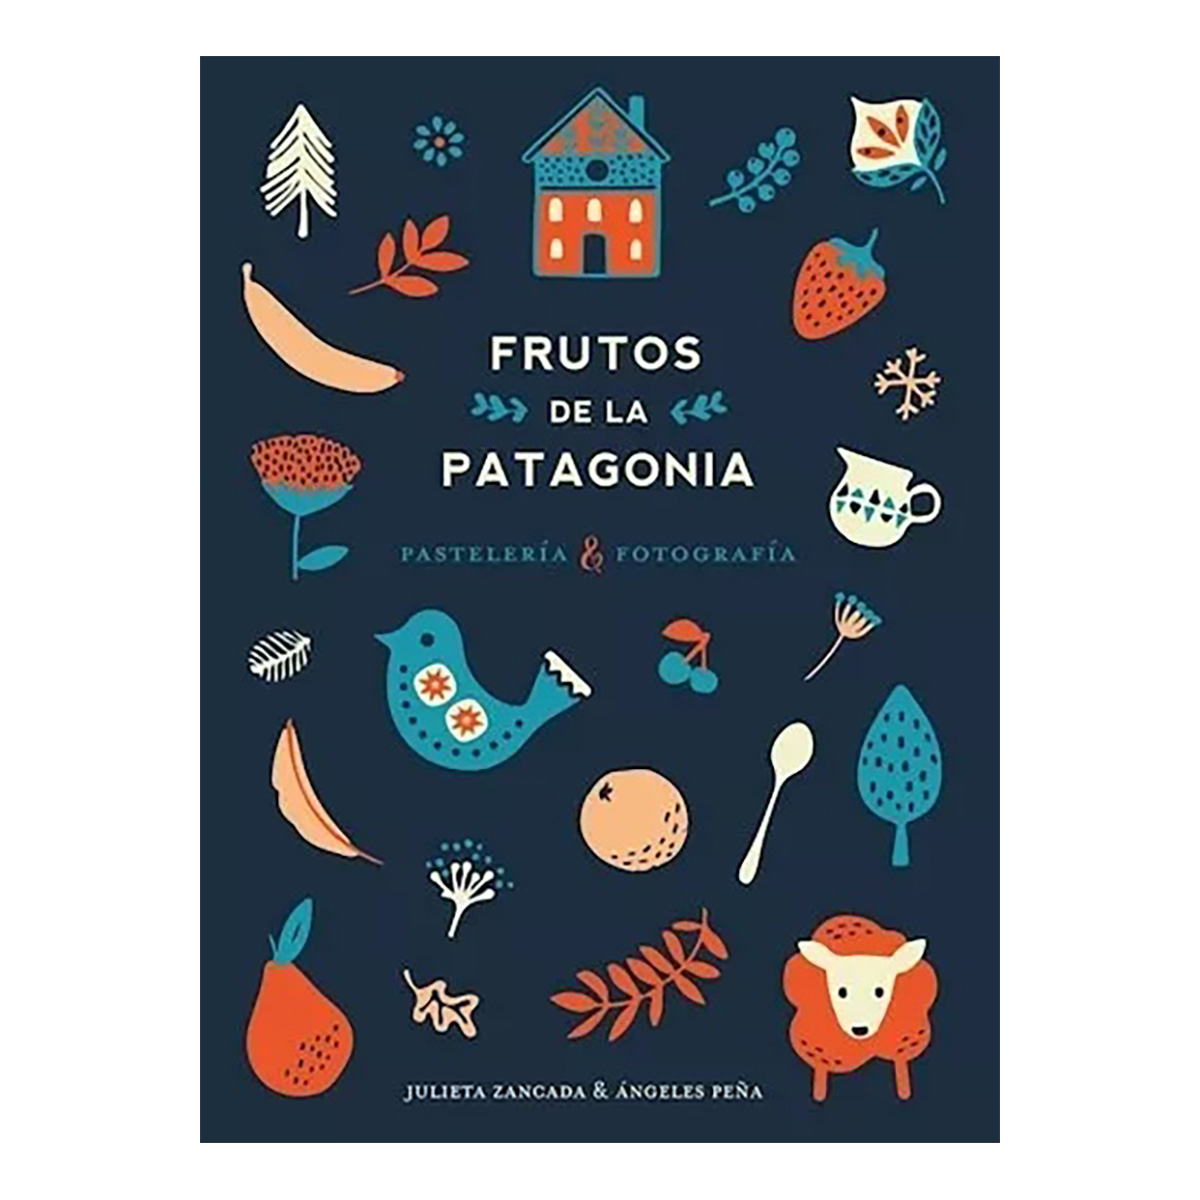 FRUTOS
DE LA
PATAGONIA
PASTELERÍA & FOTOGRAFÍA
JULIETA ZANCADA & ÁNGELES PEÑA